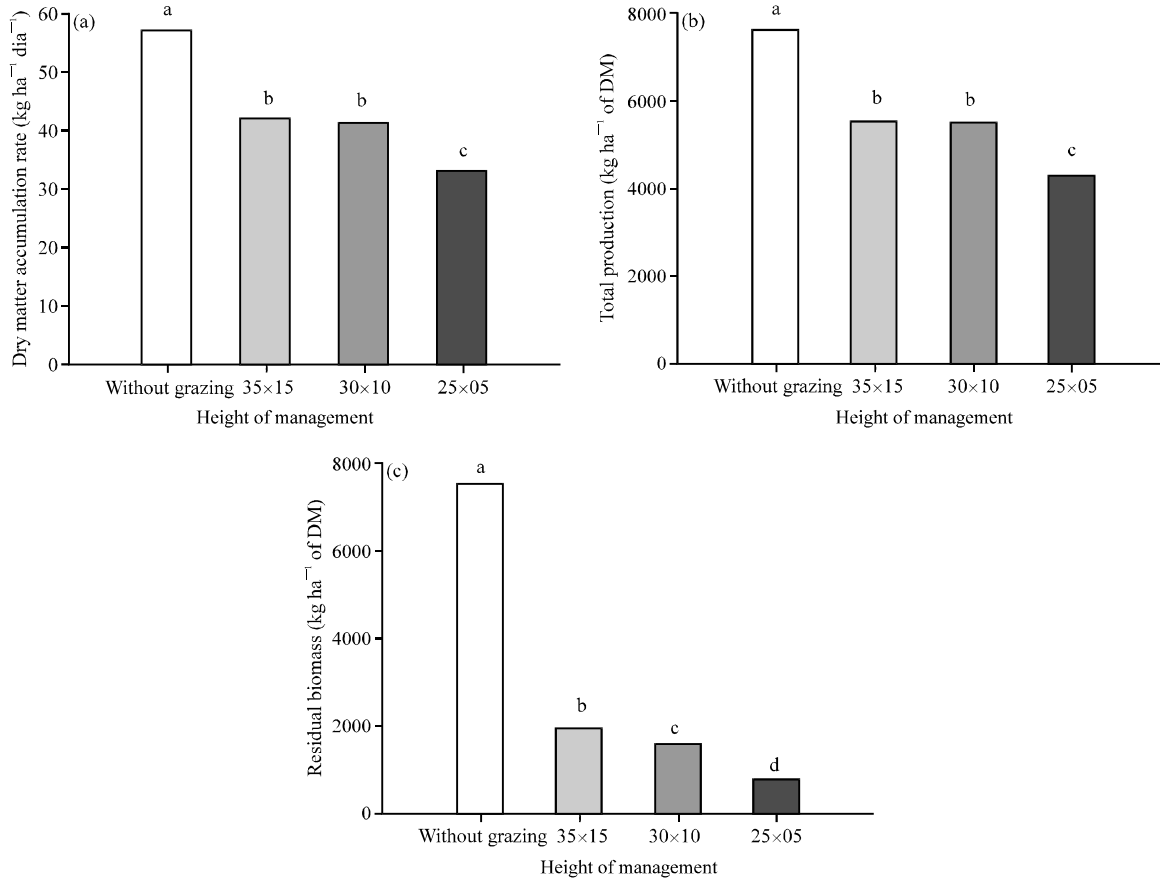 (a)
Dry matter accumulation rate (kg ha⁻¹ dia⁻¹)
60
50
40
30
20
10
0
a
b
b
c
Without grazing 35×15 30×10 25×05
Height of management
(b)
Total production (kg ha⁻¹ of DM)
8000
6000
4000
2000
0
a
b
b
c
Without grazing 35×15 30×10 25×05
Height of management
(c)
Residual biomass (kg ha⁻¹ of DM)
8000
6000
4000
2000
0
a
b
c
d
Without grazing 35×15 30×10 25×05
Height of management